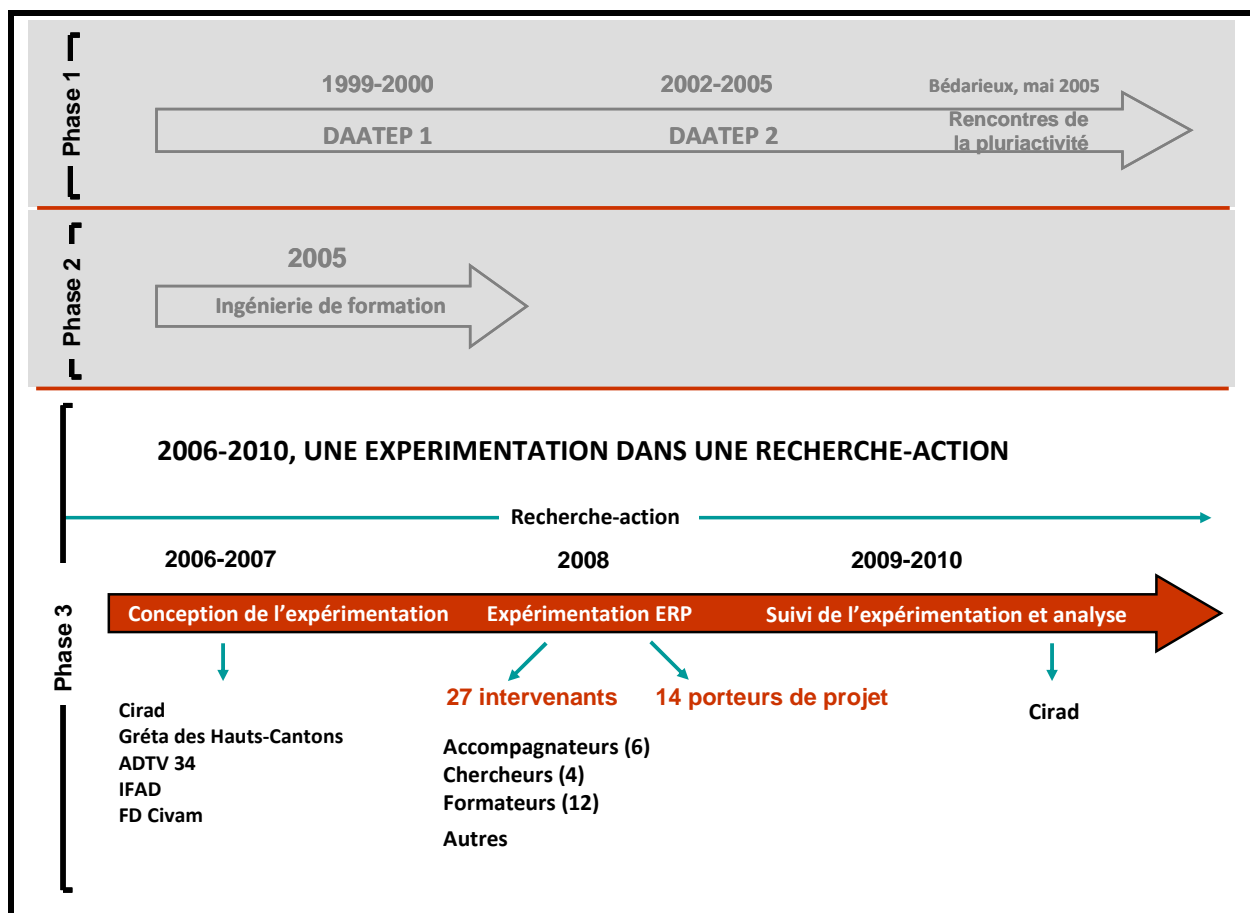 Phase 1
1999-2000
2002-2005
Bédarieux, mai 2005
DAATEP 1
DAATEP 2
Rencontres de
la pluriactivité
Phase 2
2005
Ingénierie de formation
Phase 3
2006-2010, UNE EXPERIMENTATION DANS UNE RECHERCHE-ACTION
Recherche-action
2006-2007
2008
2009-2010
Conception de l’expérimentation
Expérimentation ERP
Suivi de l’expérimentation et analyse
Cirad
Gréta des Hauts-Cantons
ADTV 34
IFAD
FD Civam
27 intervenants
14 porteurs de projet
Accompagnateurs (6)
Chercheurs (4)
Formateurs (12)
Autres
Cirad